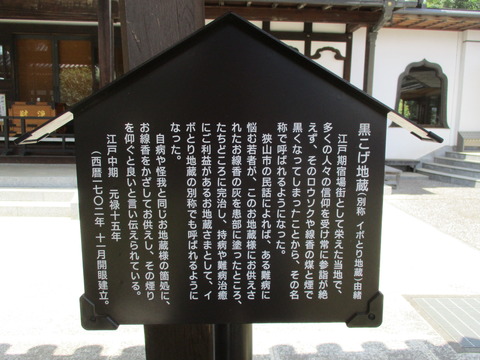 黒こげ地蔵（別称 イボとり地蔵）由緒
江戸期宿場街として栄えた当地で、
多くの人々の信仰を受け常に参詣が絶
えず、そのロウソクや線香の煤と煙で
黒くなってしまったことから、その名
称で呼ばれるようになった。
狭山市の民話によれば、ある難病に
悩む若者が、このお地蔵様にお供えさ
れたお線香の灰を患部に塗ったところ、
たちどころに完治し、持病や難病治癒
にご利益があるお地蔵さまとして、イ
ボとり地蔵の別称でも呼ばれるように
なった。
自病や怪我と同じお地蔵様の箇処に、
お線香をかざしてお供えし、その煙り
を仰ぐと良いと言い伝えられている。
江戸中期 元禄十五年
（西暦一七〇二年 十一月開眼建立。